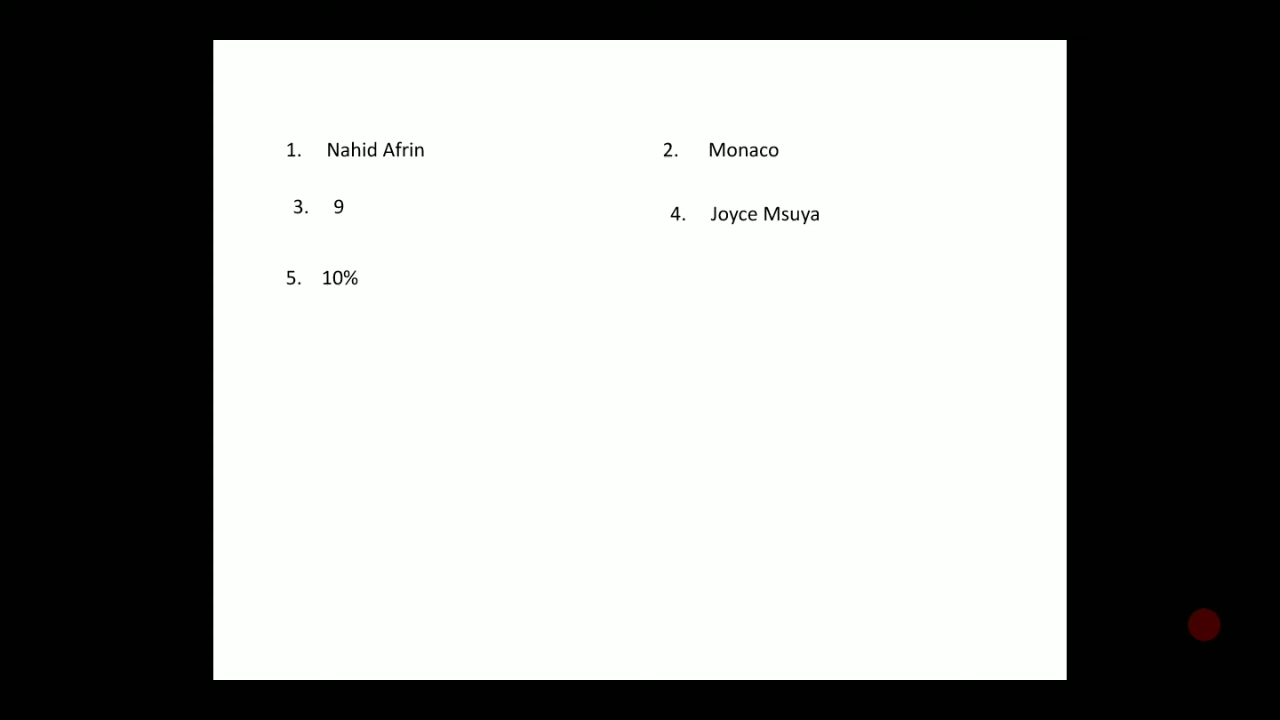 1. Nahid Afrin
2. Monaco
3. 9
4. Joyce Msuya
5. 10%